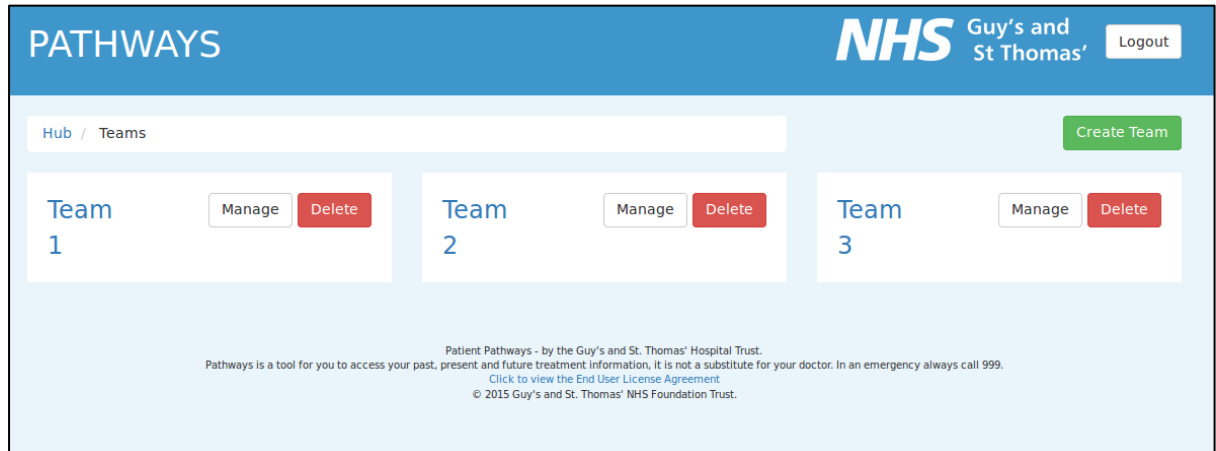 PATHWAYS
NHS Guy's and
St Thomas'
Logout
Hub / Teams
Create Team
Team
1
Manage
Delete
Team
2
Manage
Delete
Team
3
Manage
Delete
Patient Pathways - by the Guy's and St. Thomas' Hospital Trust.
Pathways is a tool for you to access your past, present and future treatment information, it is not a substitute for your doctor. In an emergency always call 999.
Click to view the End User License Agreement
© 2015 Guy's and St. Thomas' NHS Foundation Trust.